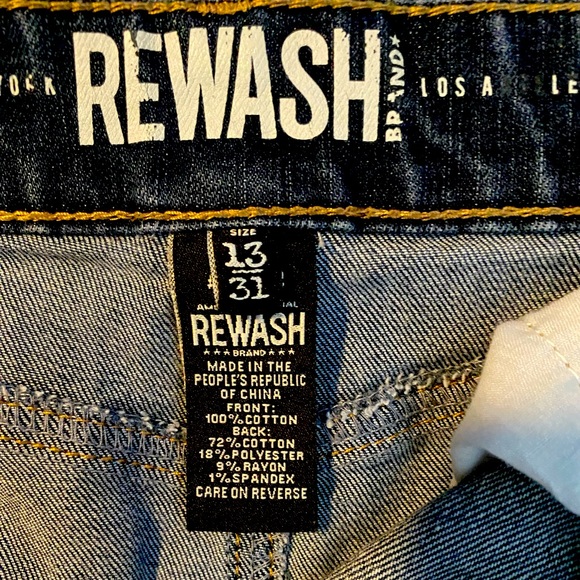 REWASH
BRAND
LOS A
SIZE
13
31
REWASH
BRAND
MADE IN THE
PEOPLE'S REPUBLIC
OF CHINA
FRONT:
100%COTTON
BACK:
72%COTTON
18%POLYESTER
9%RAYON
1%SPANDEX
CARE ON REVERSE